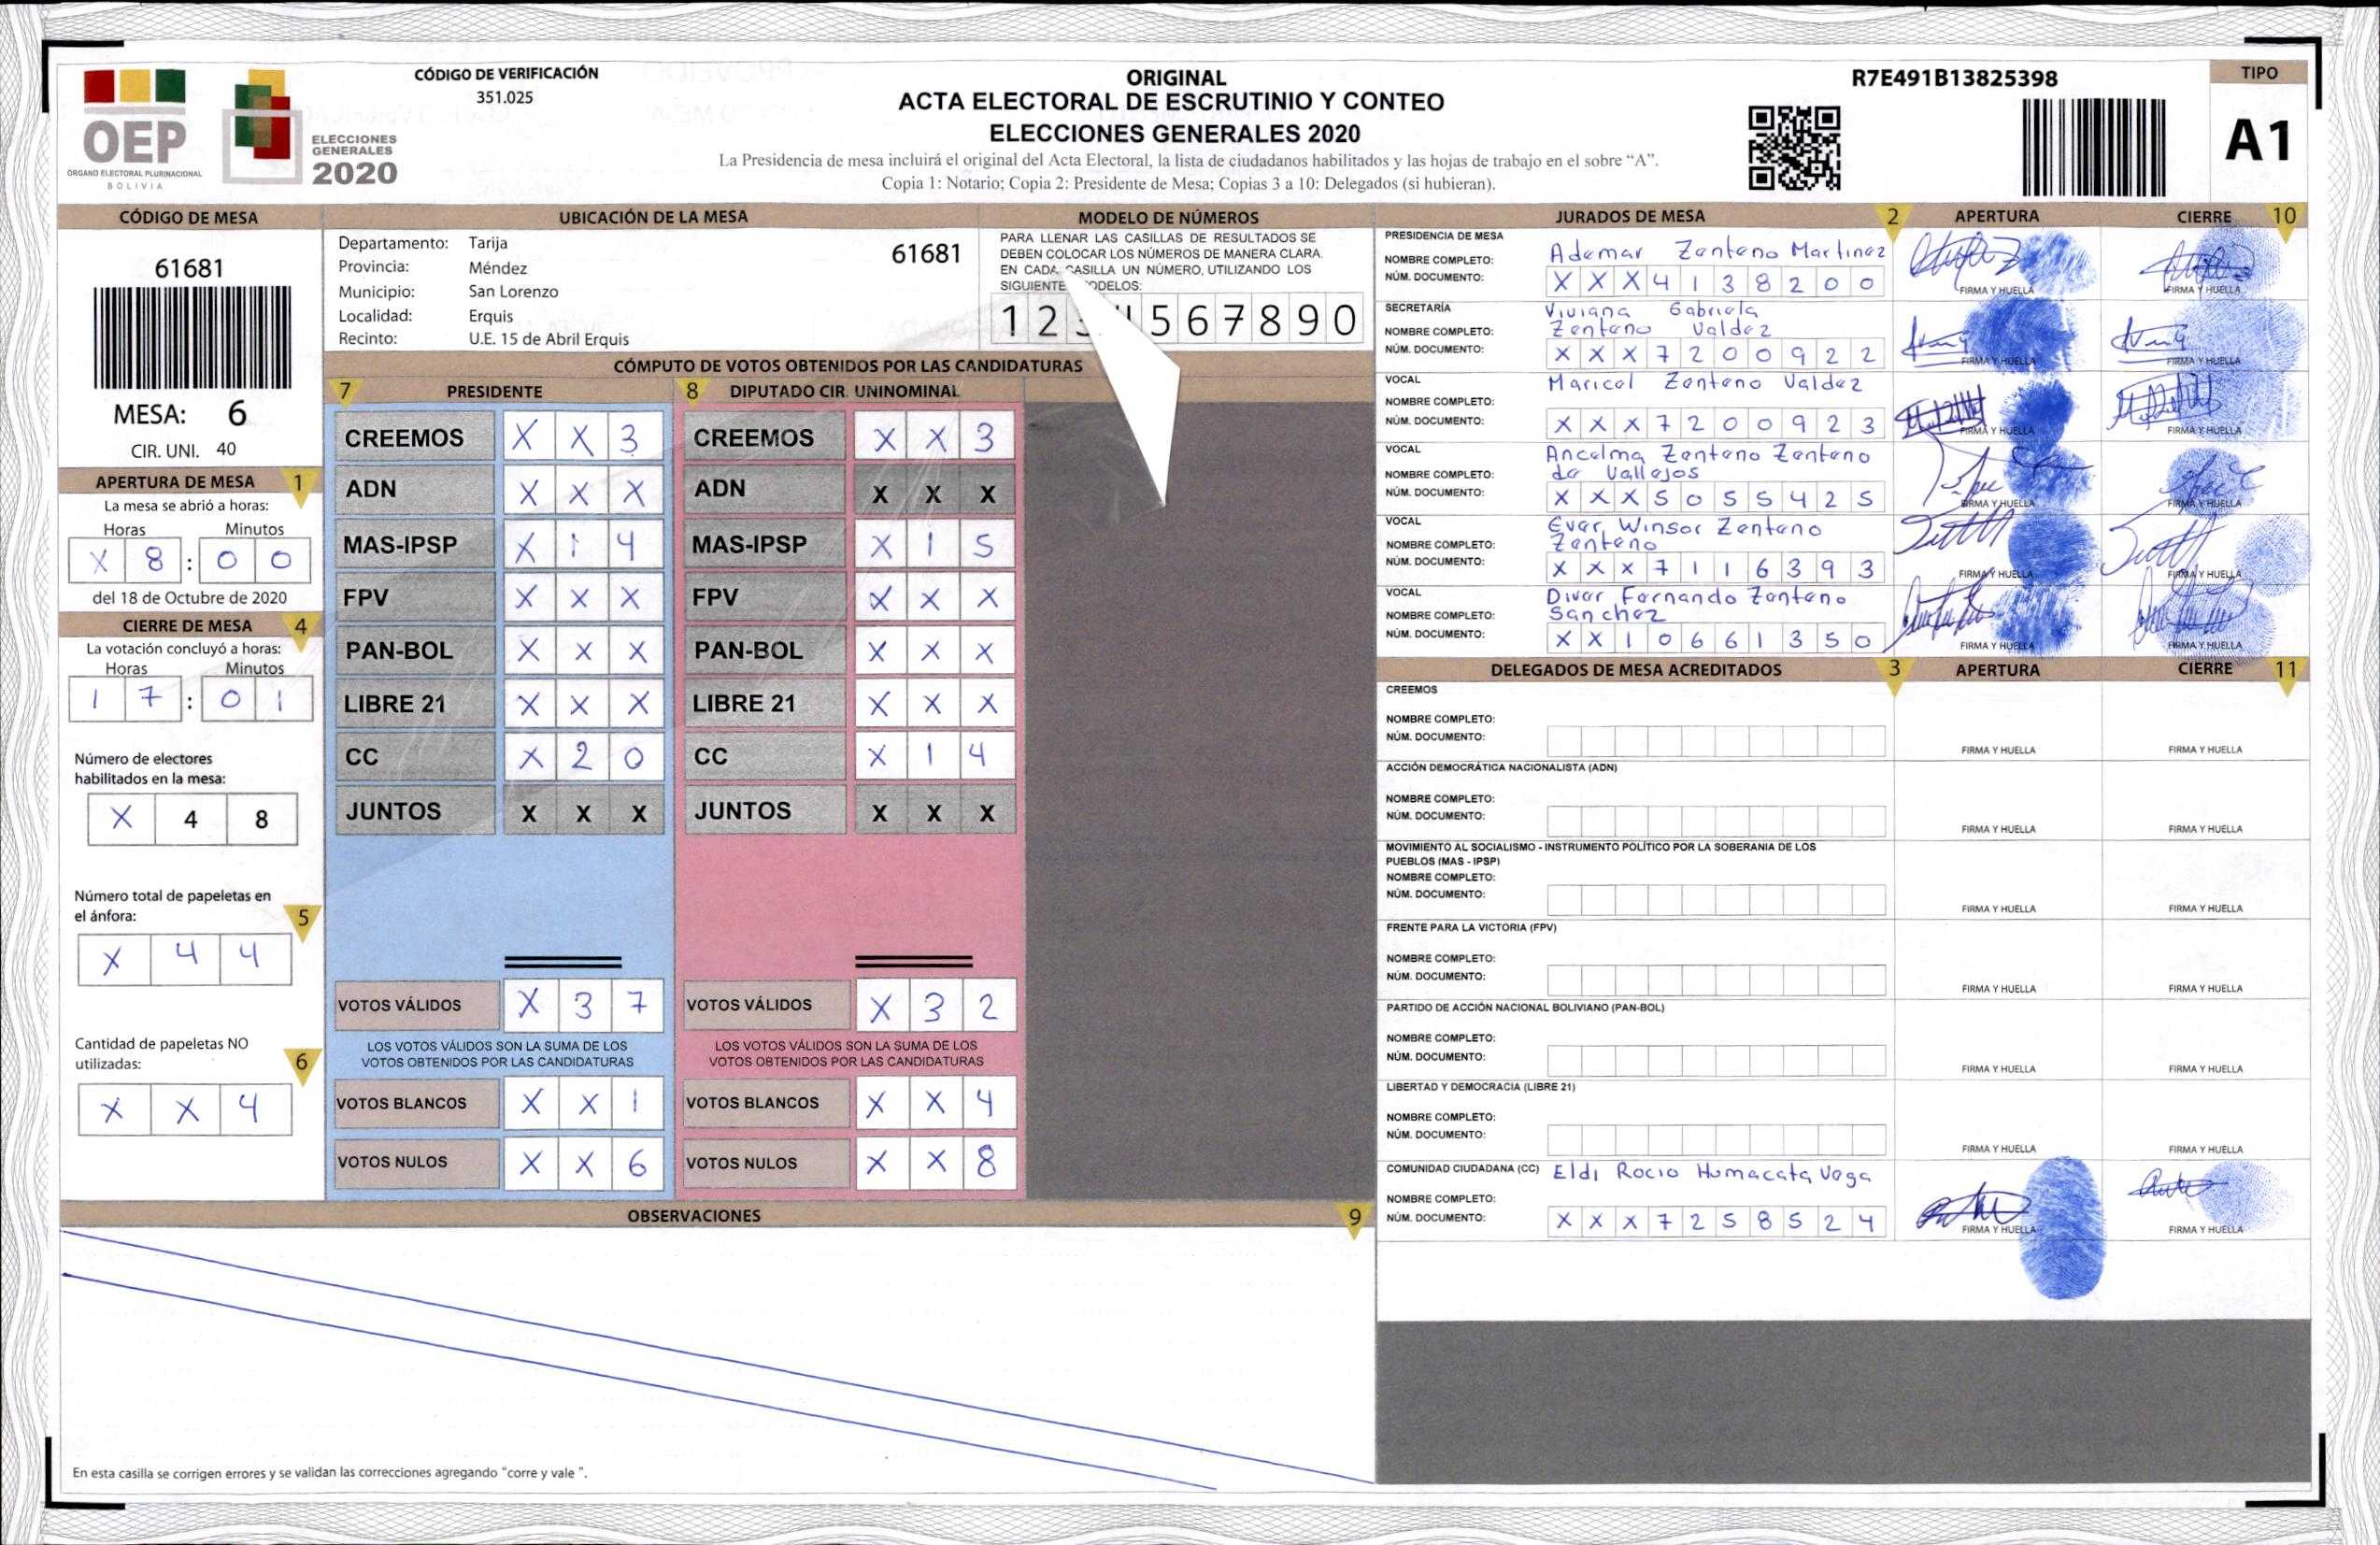 OEP
ÓRGANO ELECTORAL PLURINACIONAL
BOLIVIA
ELECCIONES
GENERALES
2020
CÓDIGO DE VERIFICACIÓN
351.025
ORIGINAL
ACTA ELECTORAL DE ESCRUTINIO Y CONTEO
ELECCIONES GENERALES 2020
La Presidencia de mesa incluirá el original del Acta Electoral, la lista de ciudadanos habilitados y las hojas de trabajo en el sobre “A”.
Copia 1: Notario; Copia 2: Presidente de Mesa; Copias 3 a 10: Delegados (si hubieran).
R7E491B13825398
TIPO
A1
CÓDIGO DE MESA
61681
MESA: 6
CIR. UNI. 40
APERTURA DE MESA 1
La mesa se abrió a horas:
Horas Minutos
X 8 : 0 0
del 18 de Octubre de 2020
CIERRE DE MESA 4
La votación concluyó a horas:
Horas Minutos
1 7 : 0 1
Número de electores
habilitados en la mesa:
X 4 8
Número total de papeletas en
el ánfora: 5
X 4 4
Cantidad de papeletas NO
utilizadas: 6
X X 4
UBICACIÓN DE LA MESA
Departamento: Tarija 61681
Provincia: Méndez
Municipio: San Lorenzo
Localidad: Erquis
Recinto: U.E. 15 de Abril Erquis
MODELO DE NÚMEROS
PARA LLENAR LAS CASILLAS DE RESULTADOS SE
DEBEN COLOCAR LOS NÚMEROS DE MANERA CLARA.
EN CADA CASILLA UN NÚMERO, UTILIZANDO LOS
1 2 5 6 7 8 9 0
CÓMPUTO DE VOTOS OBTENIDOS POR LAS CANDIDATURAS
7 PRESIDENTE
CREEMOS X X 3
ADN X X X
MAS-IPSP X 1 4
FPV X X X
PAN-BOL X X X
LIBRE 21 X X X
CC X 2 0
JUNTOS X X X
VOTOS VÁLIDOS X 3 7
LOS VOTOS VÁLIDOS SON LA SUMA DE LOS
VOTOS OBTENIDOS POR LAS CANDIDATURAS
VOTOS BLANCOS X X 1
VOTOS NULOS X X 6
8 DIPUTADO CIR. UNINOMINAL
CREEMOS X X 3
ADN X X X
MAS-IPSP X 1 5
FPV X X X
PAN-BOL X X X
LIBRE 21 X X X
CC X 1 4
JUNTOS X X X
VOTOS VÁLIDOS X 3 2
LOS VOTOS VÁLIDOS SON LA SUMA DE LOS
VOTOS OBTENIDOS POR LAS CANDIDATURAS
VOTOS BLANCOS X X 4
VOTOS NULOS X X 8
OBSERVACIONES 9
En esta casilla se corrigen errores y se validan las correcciones agregando "corre y vale ".
JURADOS DE MESA 2 APERTURA CIERRE 10
PRESIDENCIA DE MESA
NOMBRE COMPLETO: Ademar Zenteno Martinez
NÚM. DOCUMENTO: X X X 4 1 3 8 2 0 0
FIRMA Y HUELLA FIRMA Y HUELLA
SECRETARÍA
NOMBRE COMPLETO: Viviana Gabriela
Zenteno Valdez
NÚM. DOCUMENTO: X X X 7 2 0 0 9 2 2
FIRMA Y HUELLA FIRMA Y HUELLA
VOCAL
NOMBRE COMPLETO: Maricel Zenteno Valdez
NÚM. DOCUMENTO: X X X 7 2 0 0 9 2 3
FIRMA Y HUELLA FIRMA Y HUELLA
VOCAL
NOMBRE COMPLETO: Ancelma Zenteno Zenteno
de Vallejos
NÚM. DOCUMENTO: X X X 5 0 5 5 4 2 5
FIRMA Y HUELLA FIRMA Y HUELLA
VOCAL
NOMBRE COMPLETO: Ever Winsor Zenteno
Zenteno
NÚM. DOCUMENTO: X X X 7 1 1 6 3 9 3
FIRMA Y HUELLA FIRMA Y HUELLA
VOCAL
NOMBRE COMPLETO: Diver Fernando Zenteno
Sanchez
NÚM. DOCUMENTO: X X 1 0 6 6 1 3 5 0
FIRMA Y HUELLA FIRMA Y HUELLA
DELEGADOS DE MESA ACREDITADOS 3 APERTURA CIERRE 11
CREEMOS
NOMBRE COMPLETO:
NÚM. DOCUMENTO:
FIRMA Y HUELLA FIRMA Y HUELLA
ACCIÓN DEMOCRÁTICA NACIONALISTA (ADN)
NOMBRE COMPLETO:
NÚM. DOCUMENTO:
FIRMA Y HUELLA FIRMA Y HUELLA
MOVIMIENTO AL SOCIALISMO - INSTRUMENTO POLÍTICO POR LA SOBERANIA DE LOS
PUEBLOS (MAS - IPSP)
NOMBRE COMPLETO:
NÚM. DOCUMENTO:
FIRMA Y HUELLA FIRMA Y HUELLA
FRENTE PARA LA VICTORIA (FPV)
NOMBRE COMPLETO:
NÚM. DOCUMENTO:
FIRMA Y HUELLA FIRMA Y HUELLA
PARTIDO DE ACCIÓN NACIONAL BOLIVIANO (PAN-BOL)
NOMBRE COMPLETO:
NÚM. DOCUMENTO:
FIRMA Y HUELLA FIRMA Y HUELLA
LIBERTAD Y DEMOCRACIA (LIBRE 21)
NOMBRE COMPLETO:
NÚM. DOCUMENTO:
FIRMA Y HUELLA FIRMA Y HUELLA
COMUNIDAD CIUDADANA (CC) Eldi Rocio Humacata Vega
NOMBRE COMPLETO:
NÚM. DOCUMENTO: X X X 7 2 5 8 5 2 4
FIRMA Y HUELLA FIRMA Y HUELLA